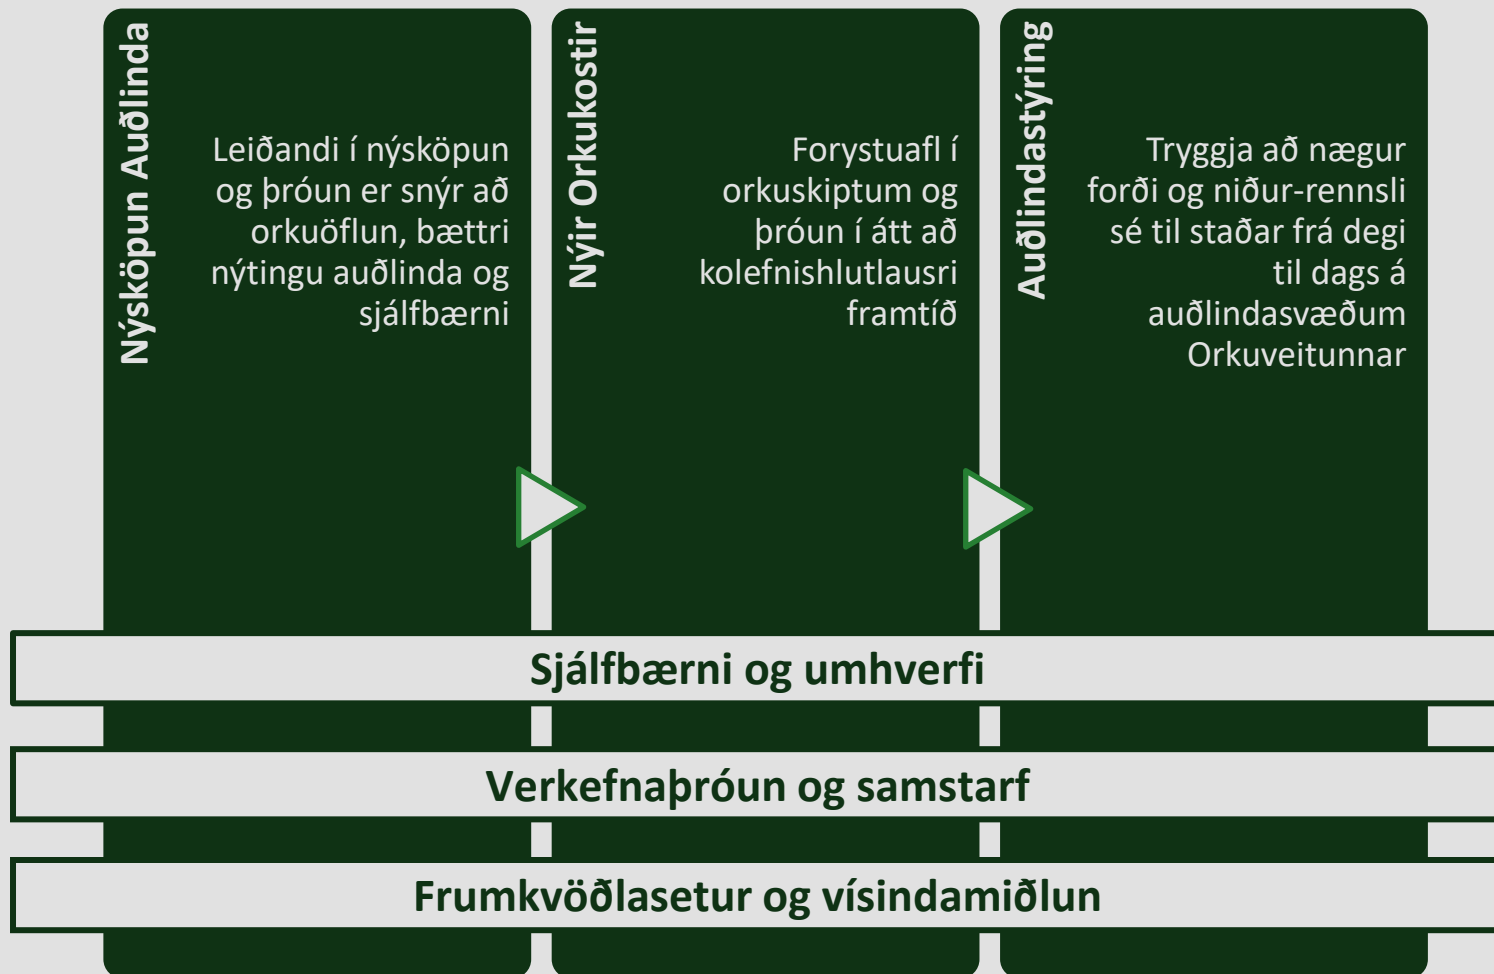 Nýsköpun Auðlinda
Leiðandi í nýsköpun
og þróun er snýr að
orkuöflun, bættri
nýtingu auðlinda og
sjálfbærni
Nýir Orkukostir
Forystuafl í
orkuskiptum og
þróun í átt að
kolefnishlutlausri
framtíð
Auðlindastýring
Tryggja að nægur
forði og niður-rennsli
sé til staðar frá degi
til dags á
auðlindasvæðum
Orkuveitunnar
Sjálfbærni og umhverfi
Verkefnaþróun og samstarf
Frumkvöðlasetur og vísindamiðlun